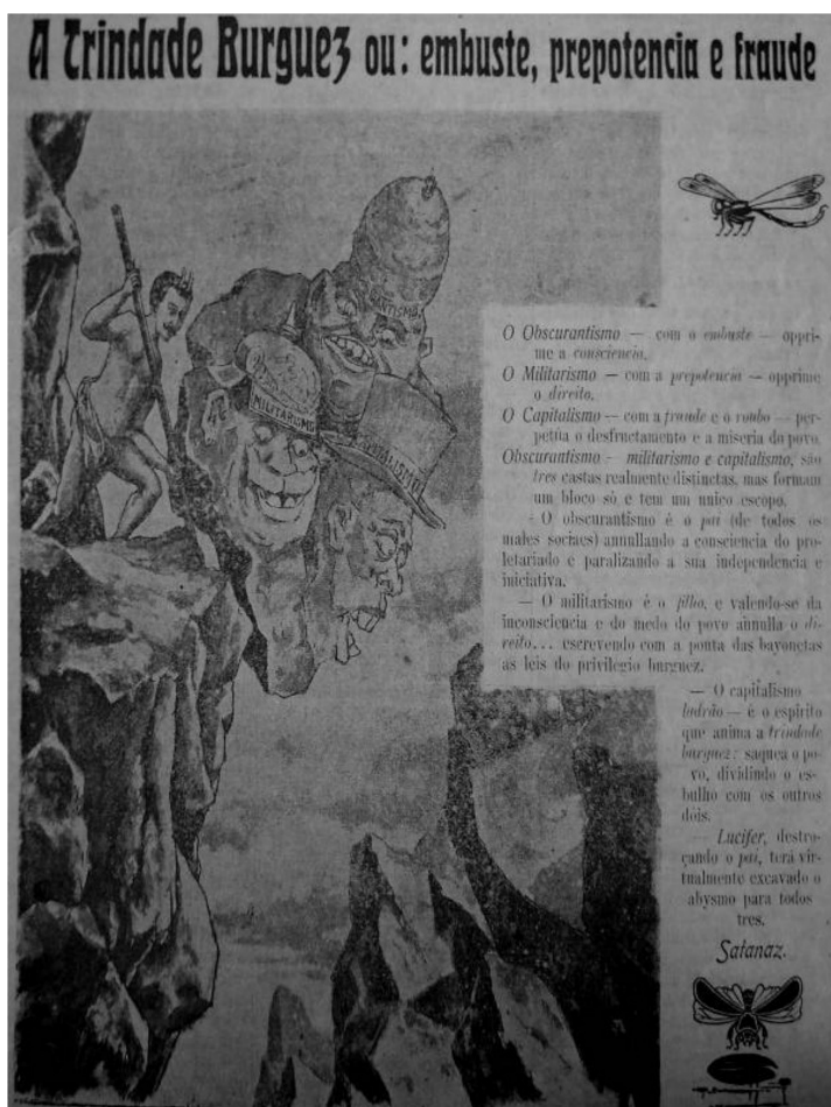 A Trindade Burguez ou: embuste, prepotencia e fraude
O Obscurantismo — com o embuste — oppri-
me a consciencia.
O Militarismo — com a prepotencia — opprime
o direito.
O Capitalismo — com a fraude e o roubo — per-
petúa o desfructamento e a miseria do povo.
Obscurantismo - militarismo e capitalismo, são
tres castas realmente distinctas, mas formam
um bloco só e tem um unico escopo.
- O obscurantismo é o pai (de todos os
males sociaes) annullando a consciencia do pro-
letariado e paralizando a sua independencia e
iniciativa.
— O militarismo é o filho, e valendo-se da
inconsciencia e do medo do povo annulla o di-
reito... escrevendo com a ponta das bayonetas
as leis do privilegio burguez.
— O capitalismo
ladrão — é o espirito
que anima a trindade
burguez: saquea o po-
vo, dividindo o es-
bulho com os outros
dois.
— Lucifer, destro-
çando o pai, terá vir-
tualmente excavado o
abysmo para todos
tres.
Satanaz.
MILITARISMO